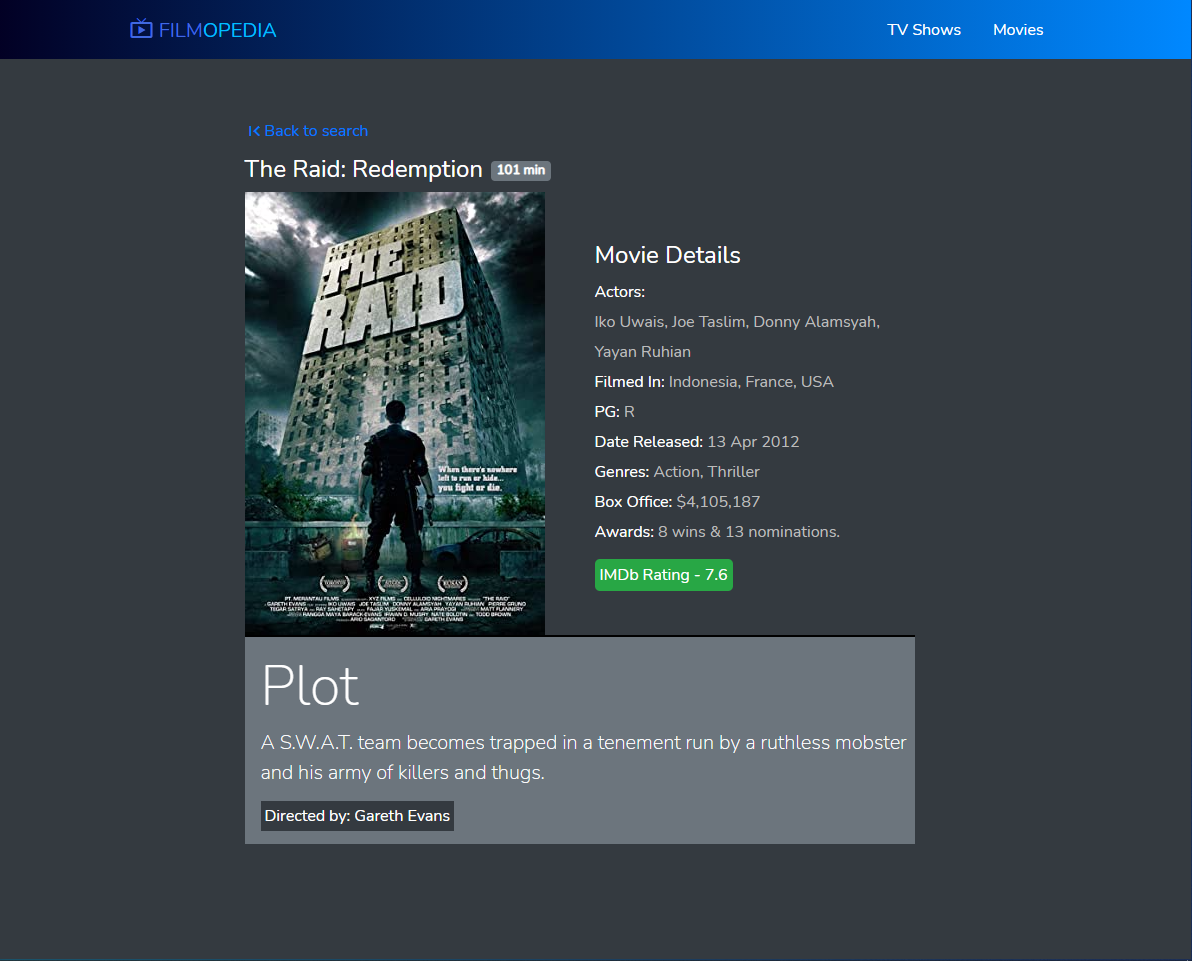 FILMOPEDIA
TV Shows
Movies
Back to search
The Raid: Redemption 101 min
THE
RAID
When there's nowhere
left to run or hide...
you fight or die.
Movie Details
Actors:
Iko Uwais, Joe Taslim, Donny Alamsyah,
Yayan Ruhian
Filmed In: Indonesia, France, USA
PG: R
Date Released: 13 Apr 2012
Genres: Action, Thriller
Box Office: $4,105,187
Awards: 8 wins & 13 nominations.
IMDb Rating - 7.6
Plot
A S.W.A.T. team becomes trapped in a tenement run by a ruthless mobster
and his army of killers and thugs.
Directed by: Gareth Evans